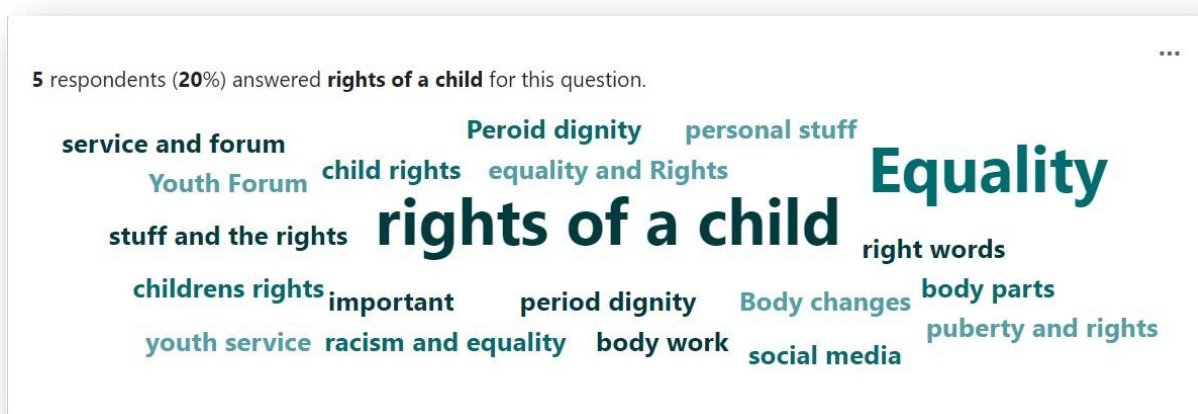 ...
5 respondents (20%) answered rights of a child for this question.
Peroid dignity
personal stuff
service and forum
Equality
child rights
equality and Rights
Youth Forum
rights of a child
stuff and the rights
right words
childrens rights
body parts
important
period dignity
Body changes
puberty and rights
youth service
racism and equality
body work
social media